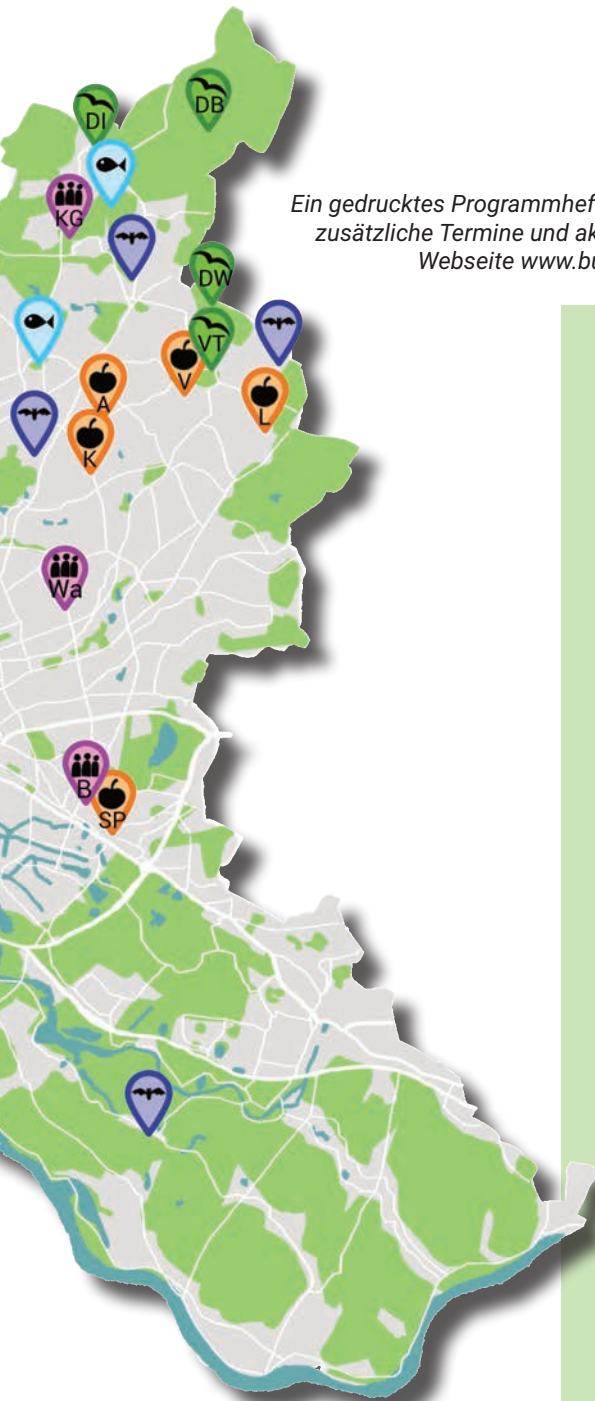 DI
DB
KG
Ein gedrucktes Programmhef
zusätzliche Termine und ak
Webseite www.bu
DW
VT
V
A
L
K
Wa
B
SP